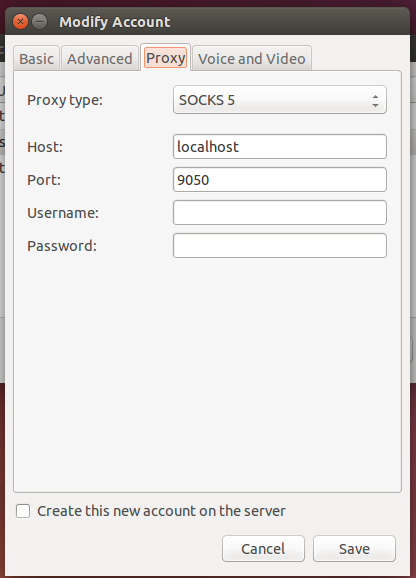 Modify Account
Basic Advanced Proxy Voice and Video
Proxy type: SOCKS 5
Host: localhost
Port: 9050
Username:
Password:
Create this new account on the server
Cancel Save